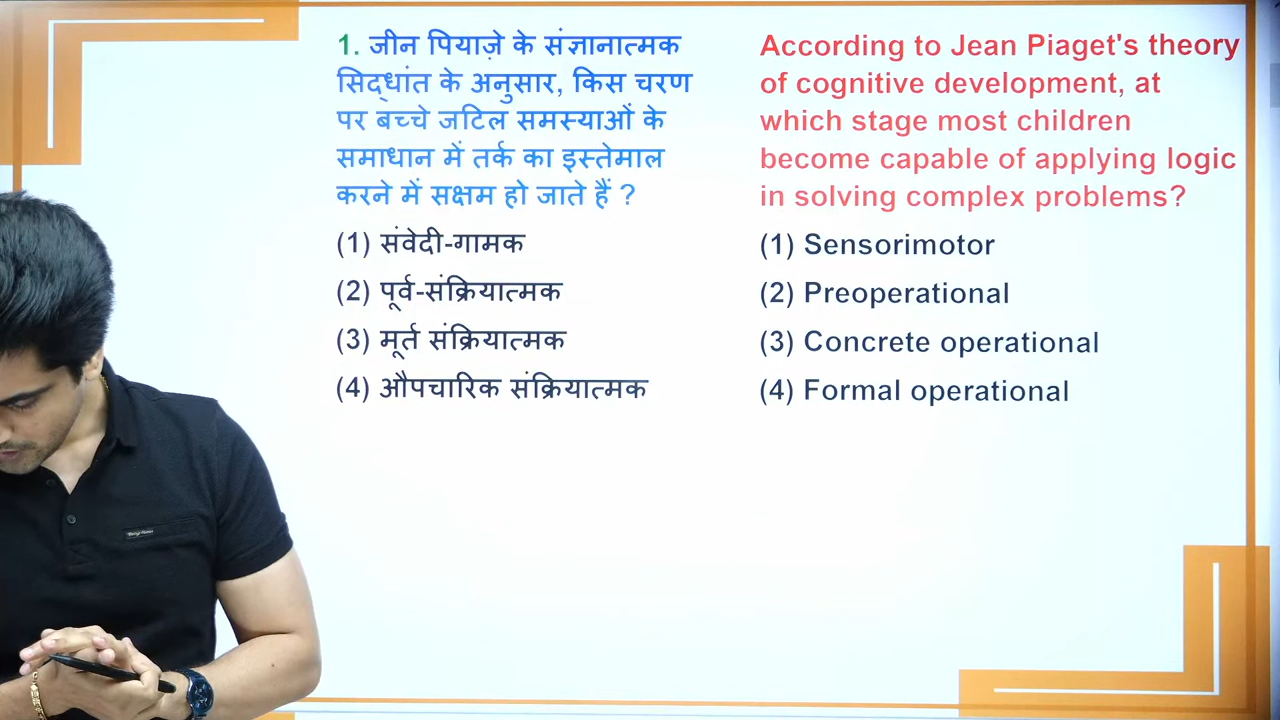 1. जीन पियाज़े के संज्ञानात्मक
सिद्धांत के अनुसार, किस चरण
पर बच्चे जटिल समस्याओं के
समाधान में तर्क का इस्तेमाल
करने में सक्षम हो जाते हैं ?
(1) संवेदी-गामक
(2) पूर्व-संक्रियात्मक
(3) मूर्त संक्रियात्मक
(4) औपचारिक संक्रियात्मक
According to Jean Piaget's theory
of cognitive development, at
which stage most children
become capable of applying logic
in solving complex problems?
(1) Sensorimotor
(2) Preoperational
(3) Concrete operational
(4) Formal operational